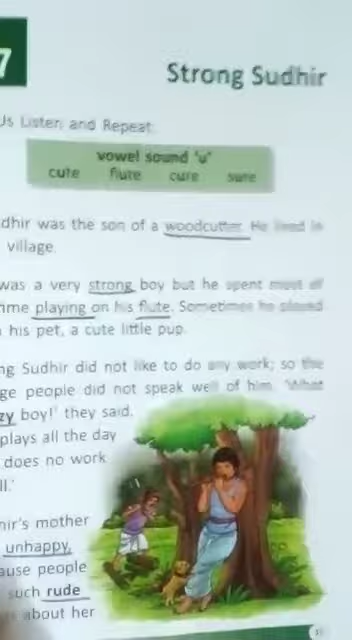 7
Strong Sudhir
Us Listen and Repeat
vowel sound 'u'
cute flute cure sure
dhir was the son of a woodcutter. He lived in
village.
was a very strong boy but he spent most of
ime playing on his flute. Sometimes he played
his pet, a cute little pup.
ng Sudhir did not like to do any work; so the
ge people did not speak well of him. 'What
zy boy!' they said.
plays all the day
does no work
ll.'
hir's mother
unhappy,
ause people
such rude
about her